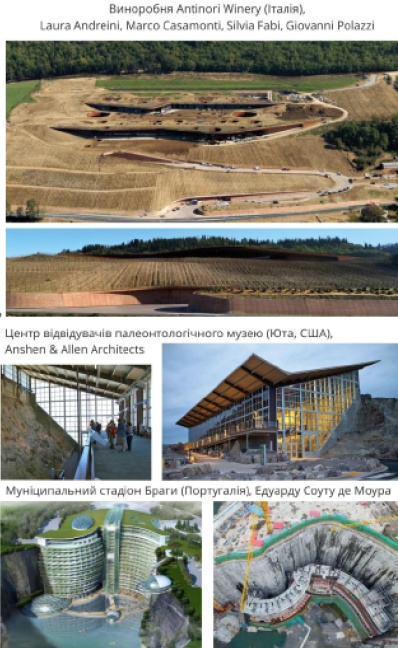 Виноробня Antinori Winery (Італія),
Laura Andreini, Marco Casamonti, Silvia Fabi, Giovanni Polazzi
Центр відвідувачів палеонтологічного музею (Юта, США),
Anshen & Allen Architects
Муніципальний стадіон Браги (Португалія), Едуарду Соуту де Моура